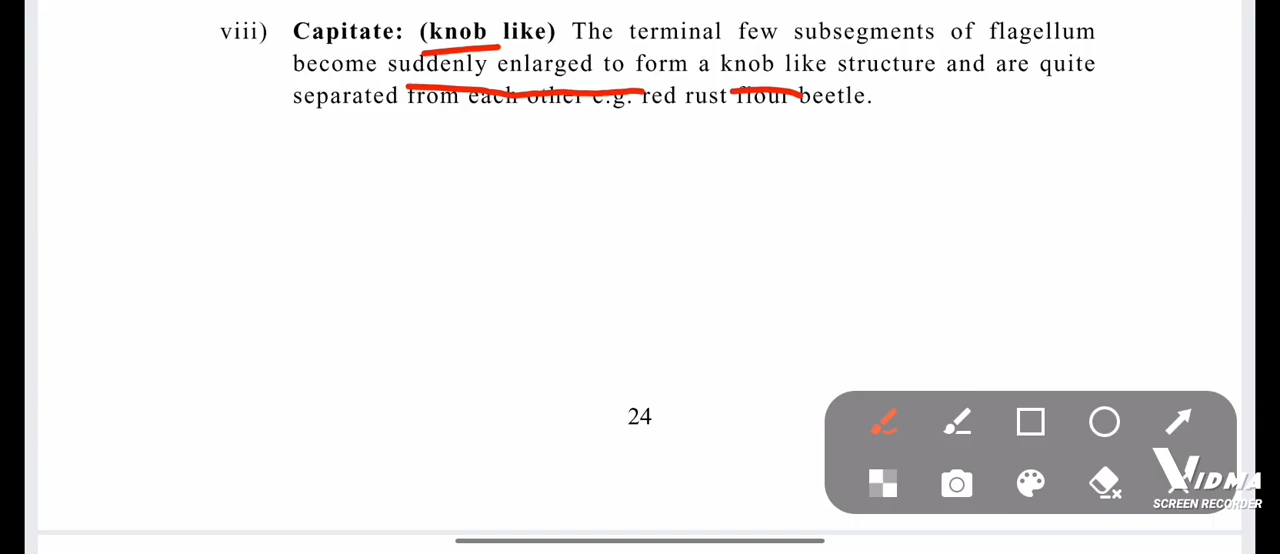 viii) Capitate: (knob like) The terminal few subsegments of flagellum
become suddenly enlarged to form a knob like structure and are quite
separated from each other e.g. red rust flour beetle.
24
VIDMA
SCREEN RECORDER